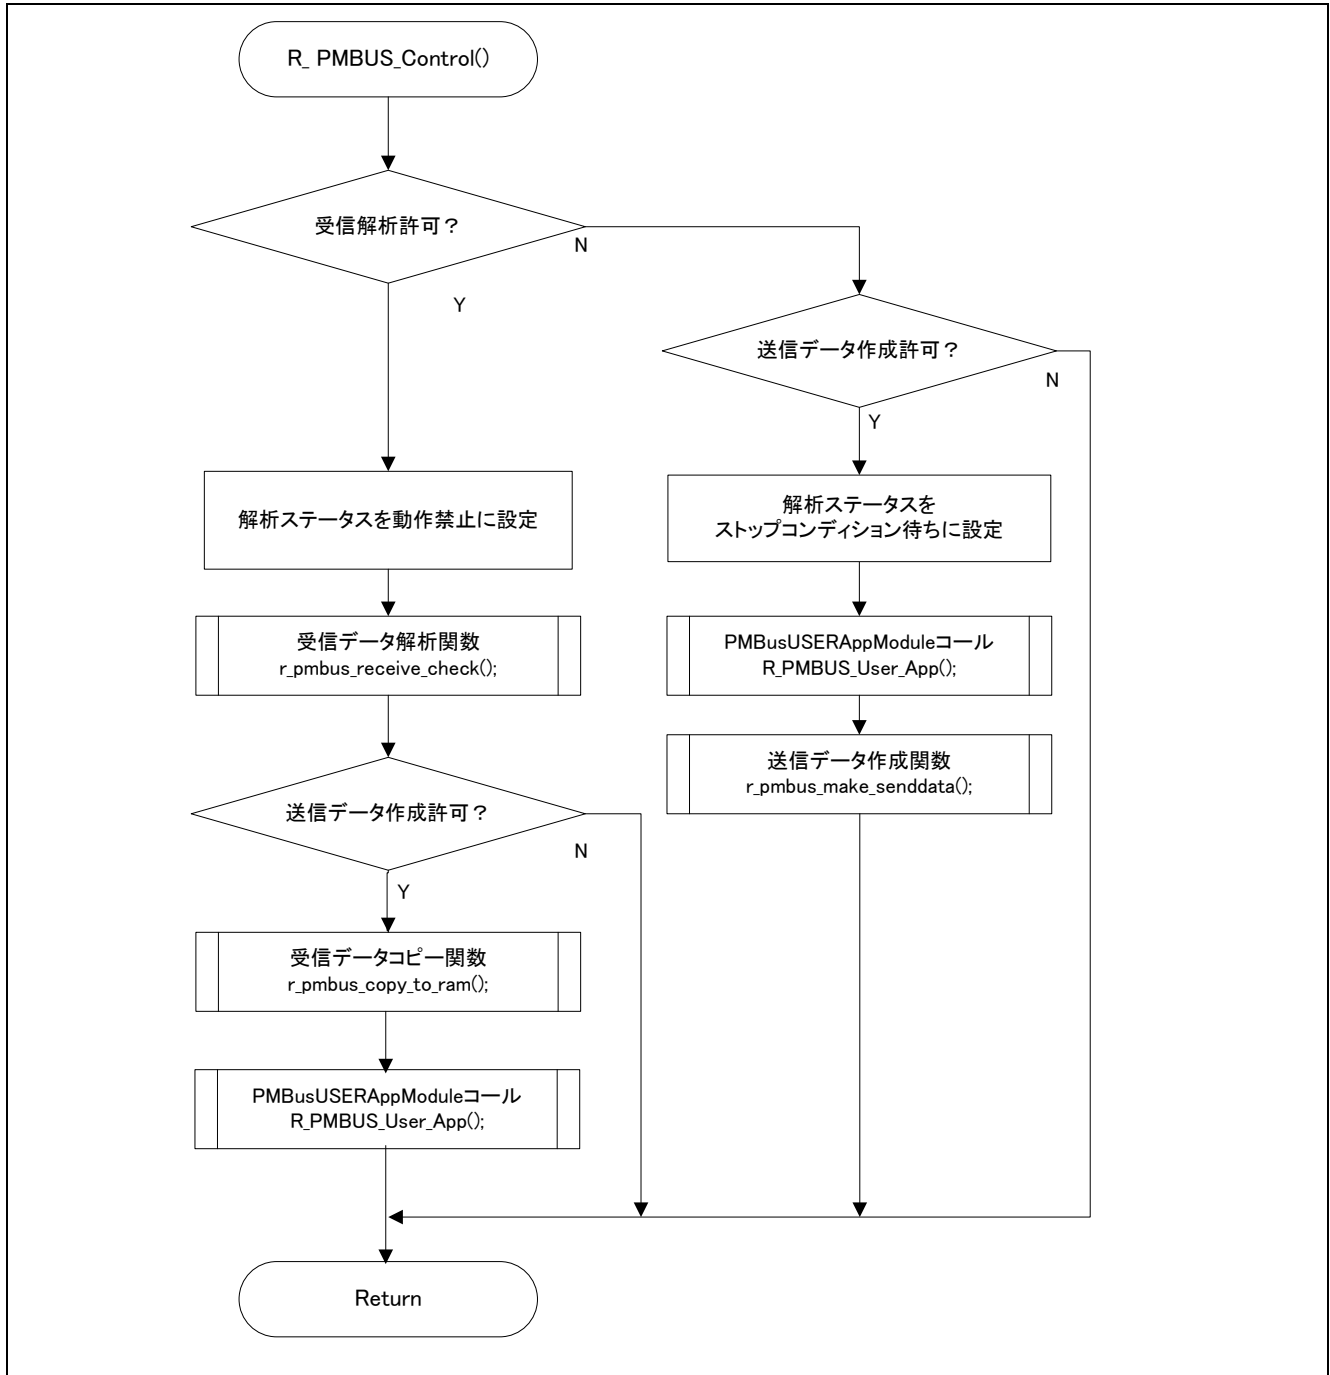 R_ PMBUS_Control()
受信解析許可？
N
Y
送信データ作成許可？
N
Y
解析ステータスを動作禁止に設定
解析ステータスを
ストップコンディション待ちに設定
受信データ解析関数
r_pmbus_receive_check();
PMBusUSERAppModuleコール
R_PMBUS_User_App();
送信データ作成関数
r_pmbus_make_senddata();
送信データ作成許可？
N
Y
受信データコピー関数
r_pmbus_copy_to_ram();
PMBusUSERAppModuleコール
R_PMBUS_User_App();
Return